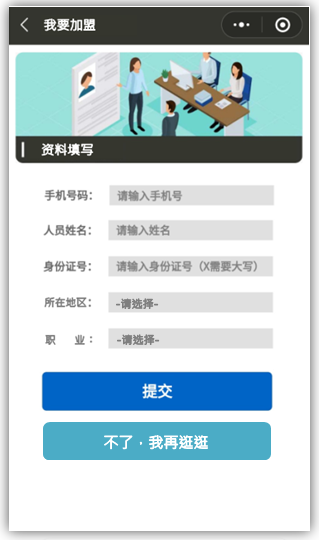 我要加盟
资料填写
手机号码： 请输入手机号
人员姓名： 请输入姓名
身份证号： 请输入身份证号（X需要大写）
所在地区： -请选择-
职 业： -请选择-
提交
不了，我再逛逛